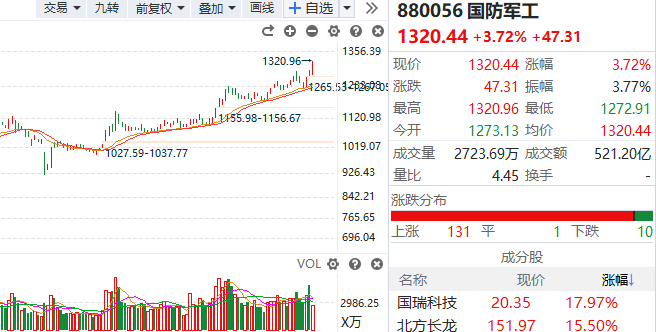 交易 九转 前复权 叠加 画线 +自选 >>
1320.96
1356.39
1120.98
1155.98-1156.67
1019.07
1027.59-1037.77
926.43
842.21
765.65
696.04
VOL
2986.25
X万
880056 国防军工
1320.44 +3.72% +47.31
现价 1320.44 涨幅 3.72%
涨跌 47.31 振幅 3.77%
最高 1320.96 最低 1272.91
今开 1273.13 均价 1320.44
成交量 2723.69万 成交额 521.20亿
量比 4.45 换手 -
涨跌分布
上涨 131 平 1 下跌 10
成分股
名称 现价 涨幅↓
国瑞科技 20.35 17.97%
北方长龙 151.97 15.50%